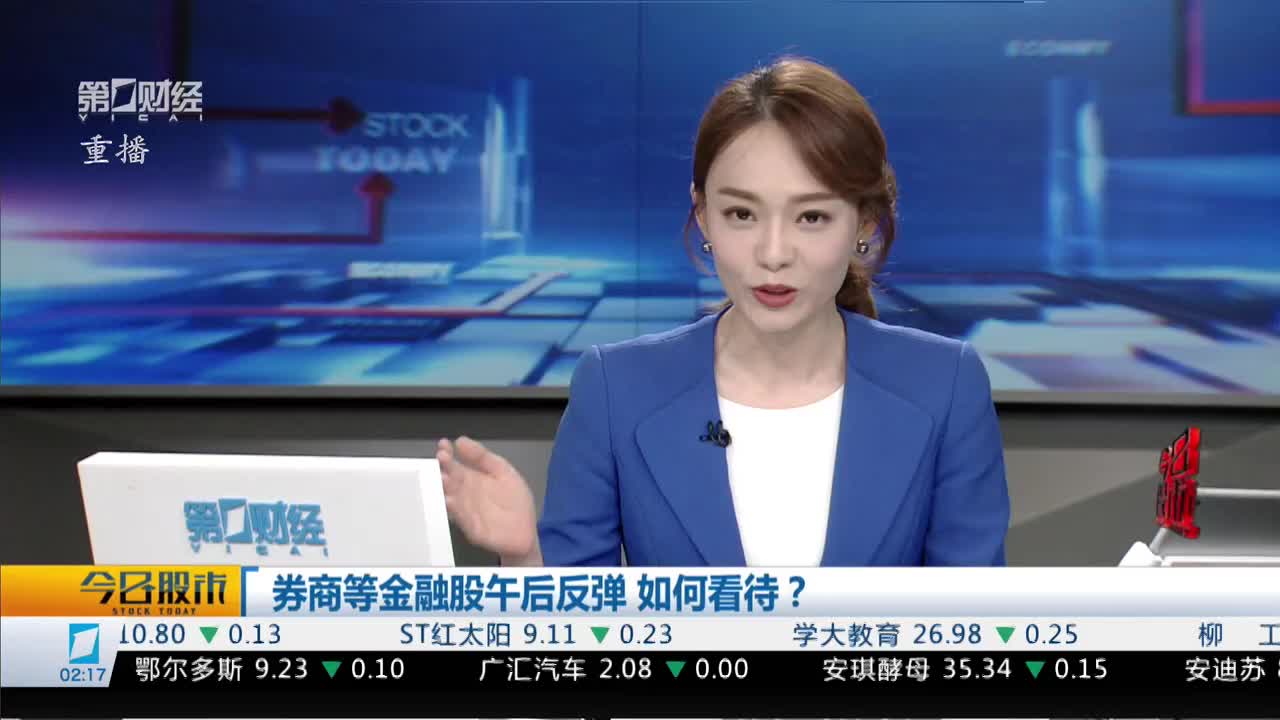 第一财经
YICAI
重播
STOCK
TODAY
ECONMFY
第一财经
YICAI
今日股市
STOCK TODAY
券商等金融股午后反弹 如何看待？
10.80 ▼ 0.13 ST红太阳 9.11 ▼ 0.23 学大教育 26.98 ▼ 0.25 柳 工
02:17
鄂尔多斯 9.23 ▼ 0.10 广汇汽车 2.08 ▼ 0.00 安琪酵母 35.34 ▼ 0.15 安迪苏